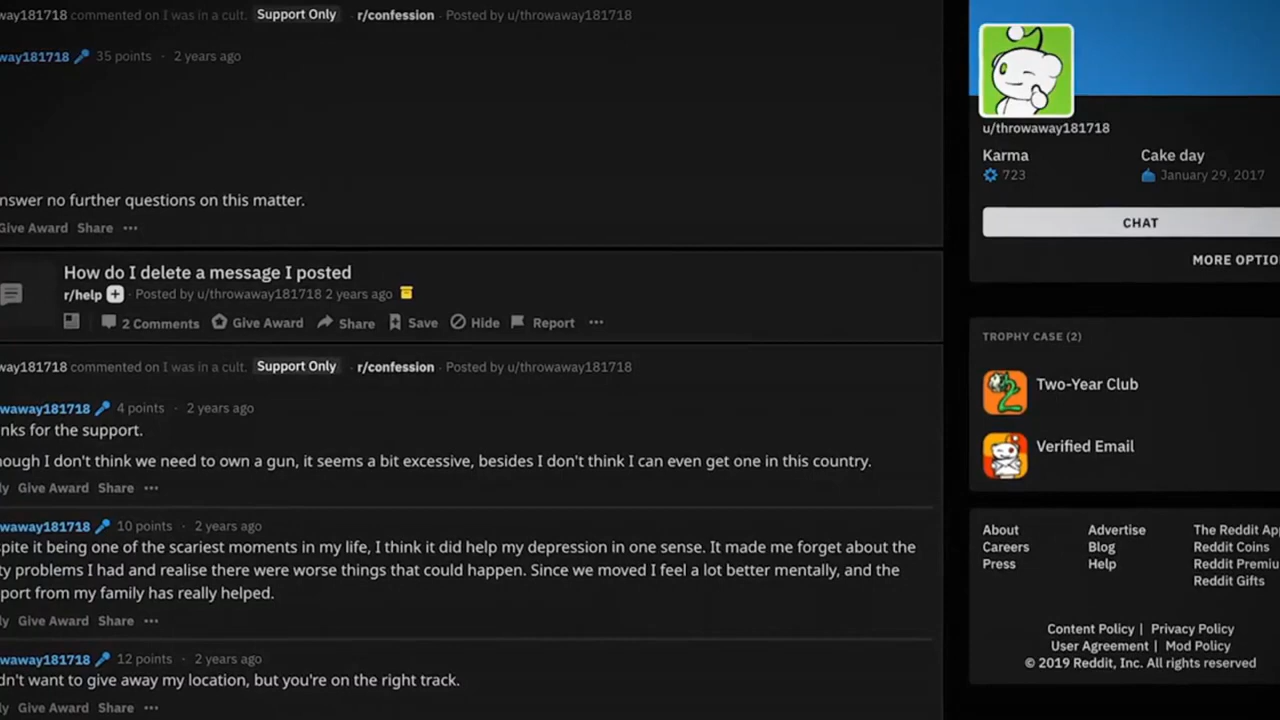 way181718 commented on I was in a cult. Support Only · r/confession · Posted by u/throwaway181718
way181718 35 points · 2 years ago
nswer no further questions on this matter.
Give Award Share ···
How do I delete a message I posted
r/help · Posted by u/throwaway181718 2 years ago
2 Comments Give Award Share Save Hide Report ···
way181718 commented on I was in a cult. Support Only · r/confession · Posted by u/throwaway181718
waway181718 4 points · 2 years ago
nks for the support.
ough I don't think we need to own a gun, it seems a bit excessive, besides I don't think I can even get one in this country.
ly Give Award Share ···
waway181718 10 points · 2 years ago
pite it being one of the scariest moments in my life, I think it did help my depression in one sense. It made me forget about the
ty problems I had and realise there were worse things that could happen. Since we moved I feel a lot better mentally, and the
port from my family has really helped.
ly Give Award Share ···
waway181718 12 points · 2 years ago
dn't want to give away my location, but you're on the right track.
ly Give Award Share ···
u/throwaway181718
Karma Cake day
723 January 29, 2017
CHAT
MORE OPTIO
TROPHY CASE (2)
2
Two-Year Club
Verified Email
About Advertise The Reddit Ap
Careers Blog Reddit Coins
Press Help Reddit Premiu
Reddit Gifts
Content Policy | Privacy Policy
User Agreement | Mod Policy
© 2019 Reddit, Inc. All rights reserved